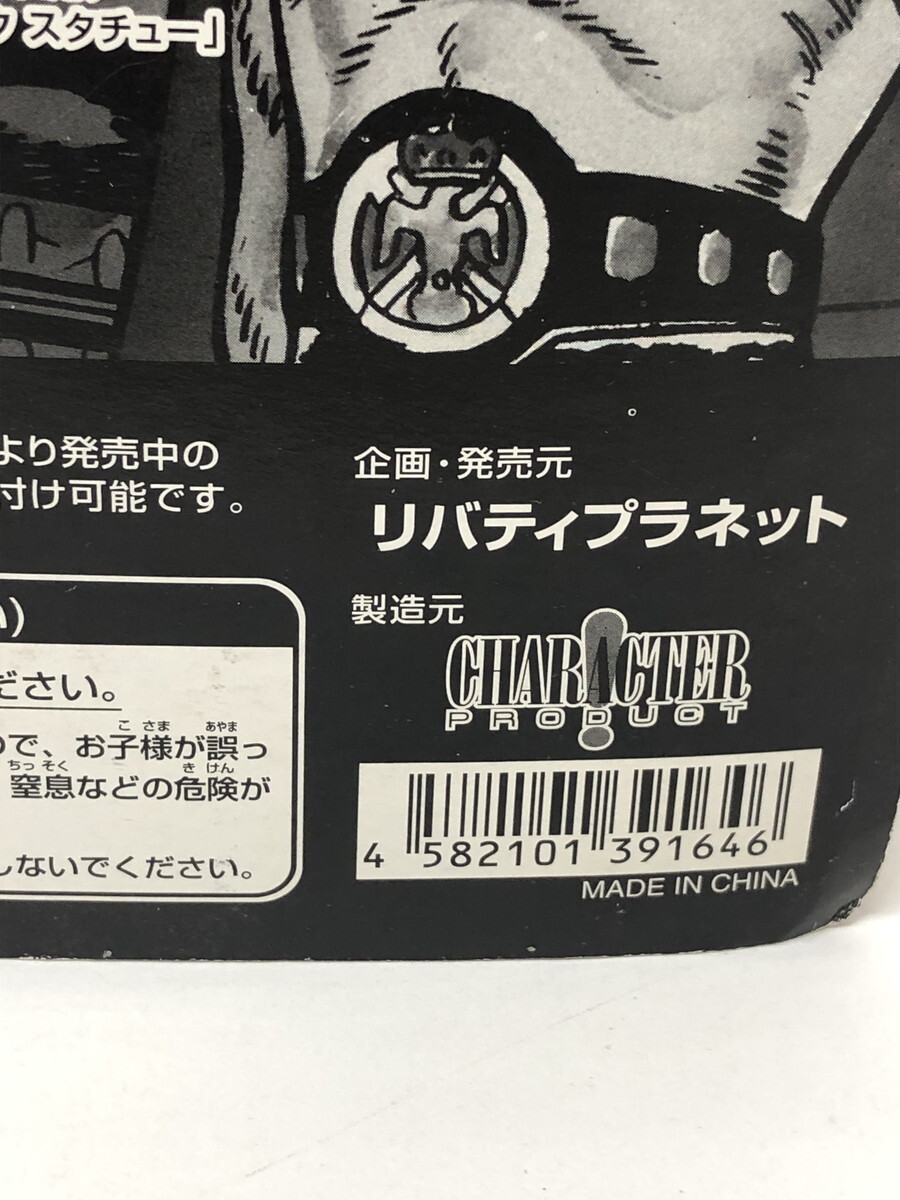 ク スタチュー」
より発売中の
付け可能です。
企画・発売元
リバティプラネット
製造元
CHARACTER
PRODUCT
い)
ださい。
こ さま あやま
ので、お子様が誤っ
ちっ そく き けん
窒息などの危険が
しないでください。
4 582101 391646
MADE IN CHINA